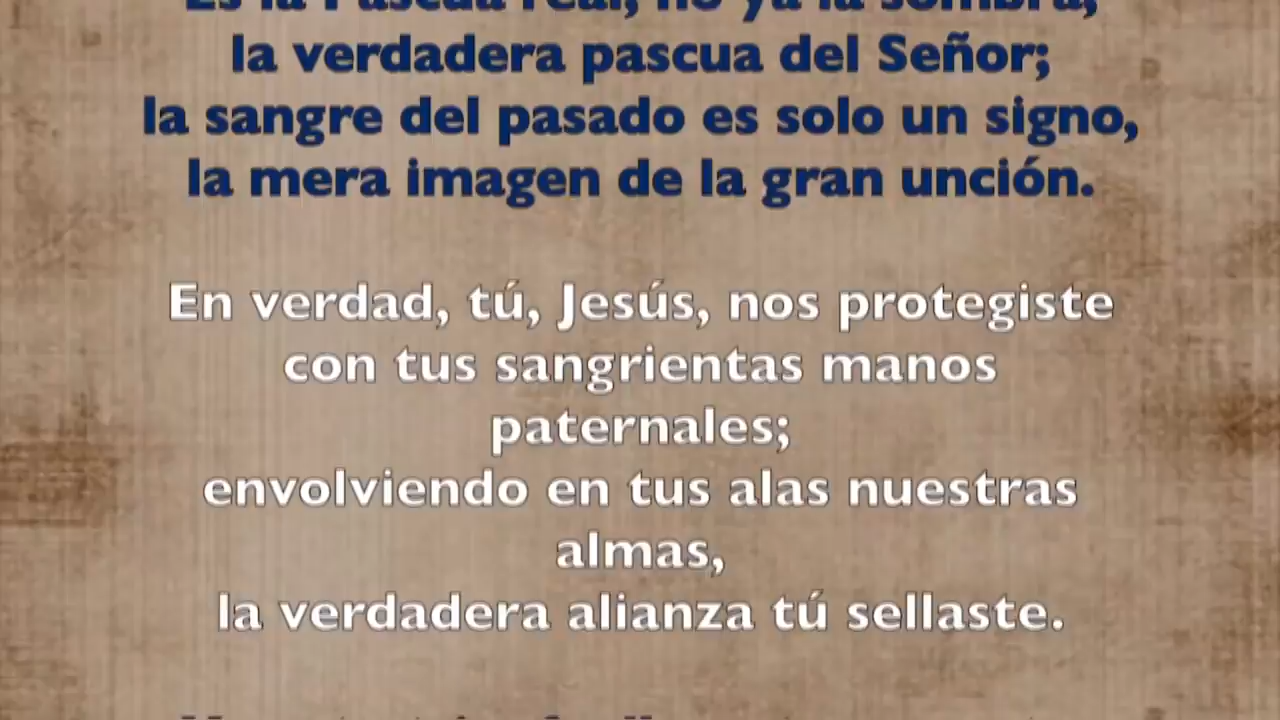 Es la Pascua real, no ya la sombra,
la verdadera pascua del Señor;
la sangre del pasado es solo un signo,
la mera imagen de la gran unción.
En verdad, tú, Jesús, nos protegiste
con tus sangrientas manos
paternales;
envolviendo en tus alas nuestras
almas,
la verdadera alianza tú sellaste.